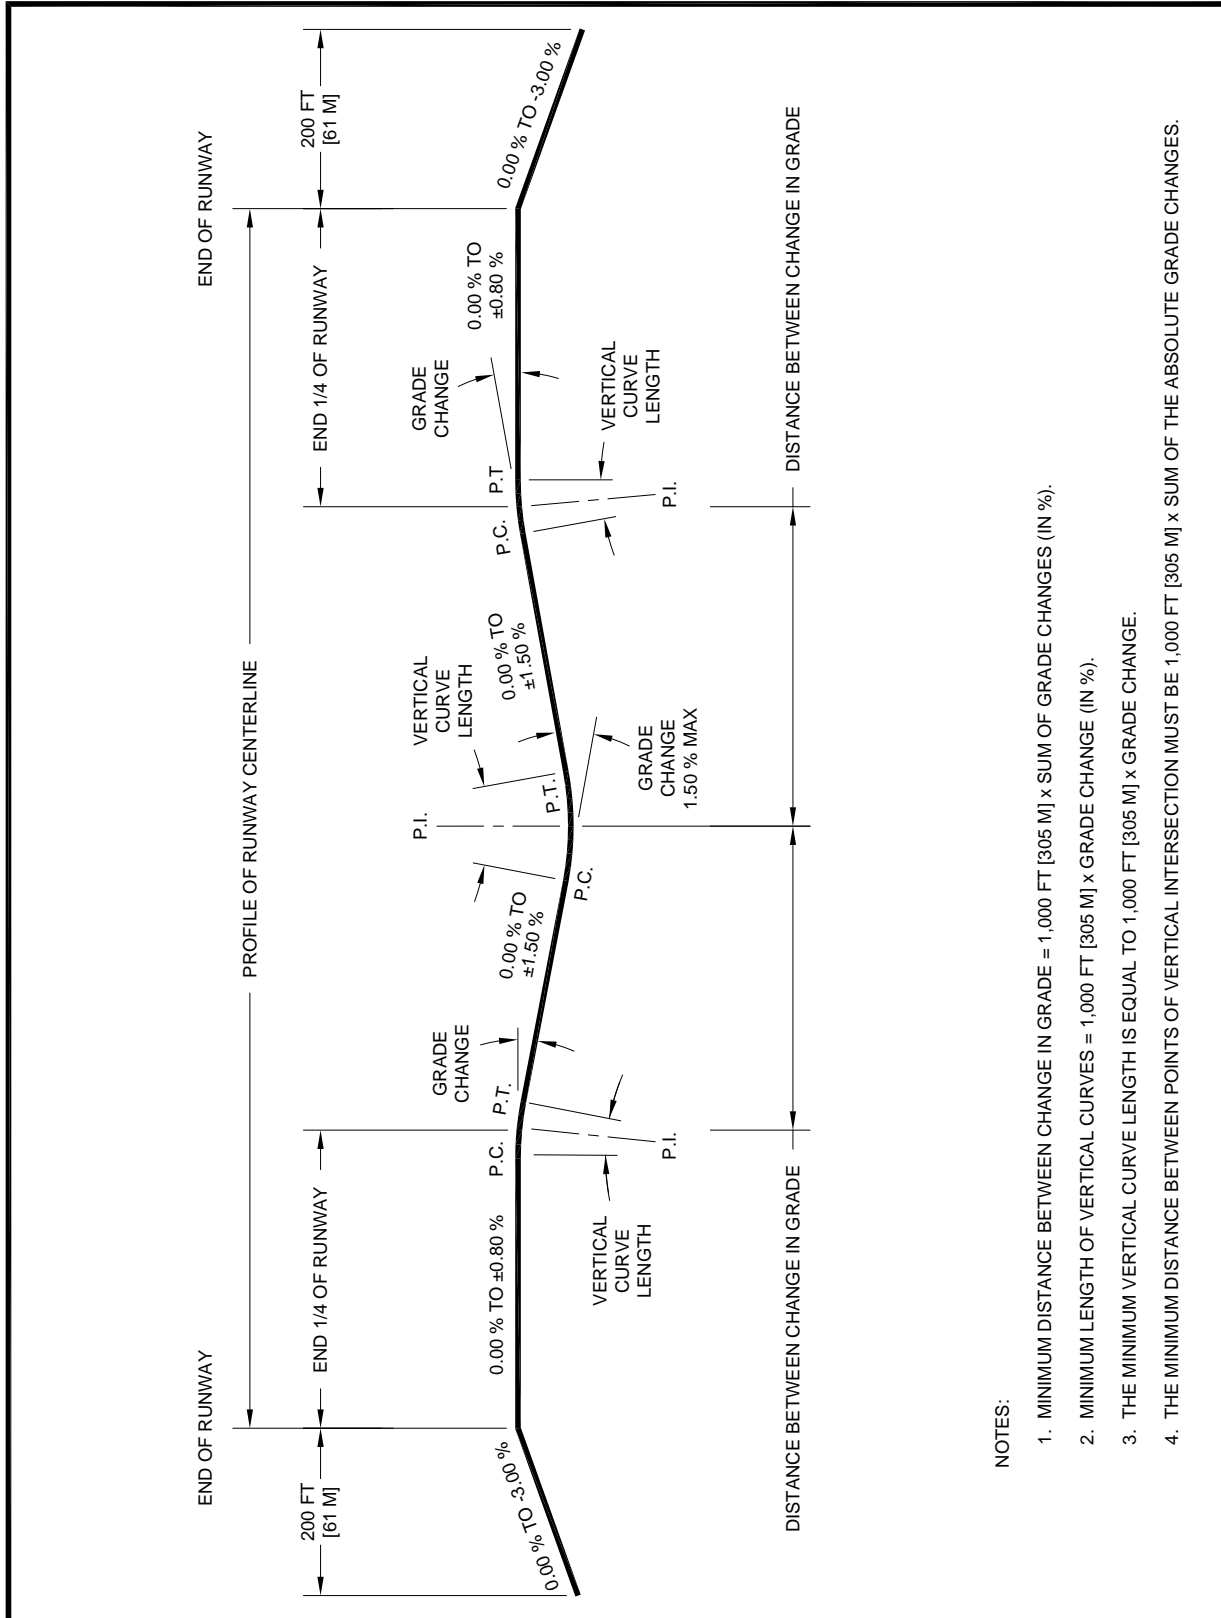 END OF RUNWAY
END OF RUNWAY
PROFILE OF RUNWAY CENTERLINE
200 FT
[61 M]
END 1/4 OF RUNWAY
END 1/4 OF RUNWAY
200 FT
[61 M]
P.I.
VERTICAL
CURVE
LENGTH
GRADE
CHANGE
GRADE
CHANGE
0.00 % TO -3.00 %
0.00 % TO ±0.80 %
P.C.
P.T.
0.00 % TO
±1.50 %
P.C.
P.T.
0.00 % TO
±1.50 %
P.C.
P.T
0.00 % TO
±0.80 %
0.00 % TO -3.00 %
VERTICAL
CURVE
LENGTH
P.I.
GRADE
CHANGE
1.50 % MAX
P.I.
VERTICAL
CURVE
LENGTH
DISTANCE BETWEEN CHANGE IN GRADE
DISTANCE BETWEEN CHANGE IN GRADE
NOTES:
1. MINIMUM DISTANCE BETWEEN CHANGE IN GRADE = 1,000 FT [305 M] x SUM OF GRADE CHANGES (IN %).
2. MINIMUM LENGTH OF VERTICAL CURVES = 1,000 FT [305 M] x GRADE CHANGE (IN %).
3. THE MINIMUM VERTICAL CURVE LENGTH IS EQUAL TO 1,000 FT [305 M] x GRADE CHANGE.
4. THE MINIMUM DISTANCE BETWEEN POINTS OF VERTICAL INTERSECTION MUST BE 1,000 FT [305 M] x SUM OF THE ABSOLUTE GRADE CHANGES.